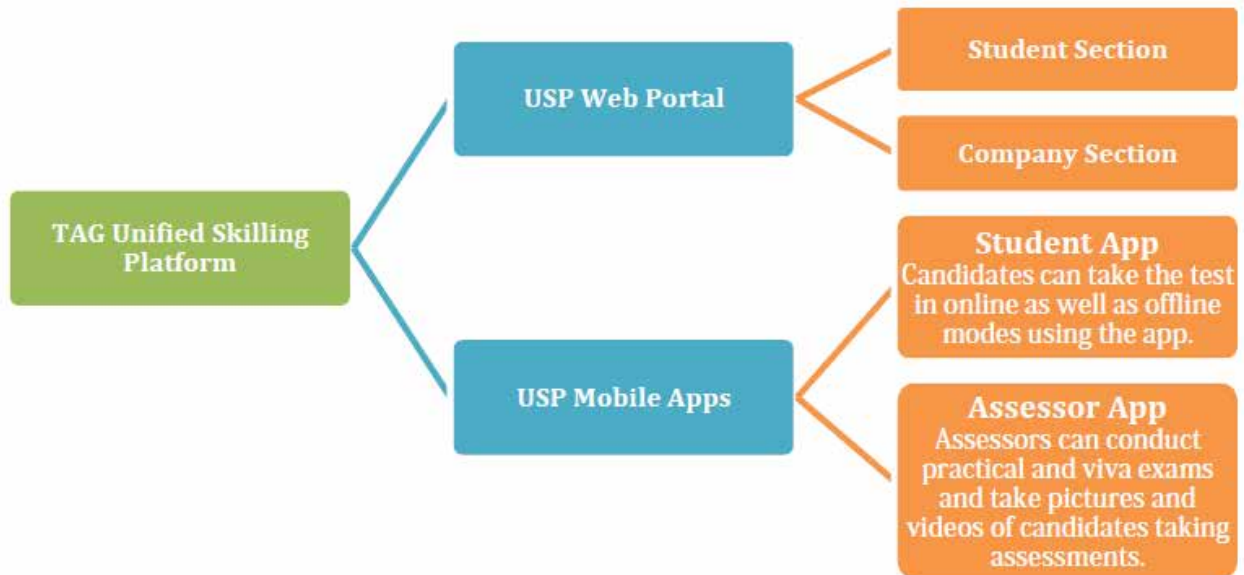 USP Web Portal
Student Section
Company Section
TAG Unified Skilling
Platform
USP Mobile Apps
Student App
Candidates can take the test
in online as well as offline
modes using the app.
Assessor App
Assessors can conduct
practical and viva exams
and take pictures and
videos of candidates taking
assessments.